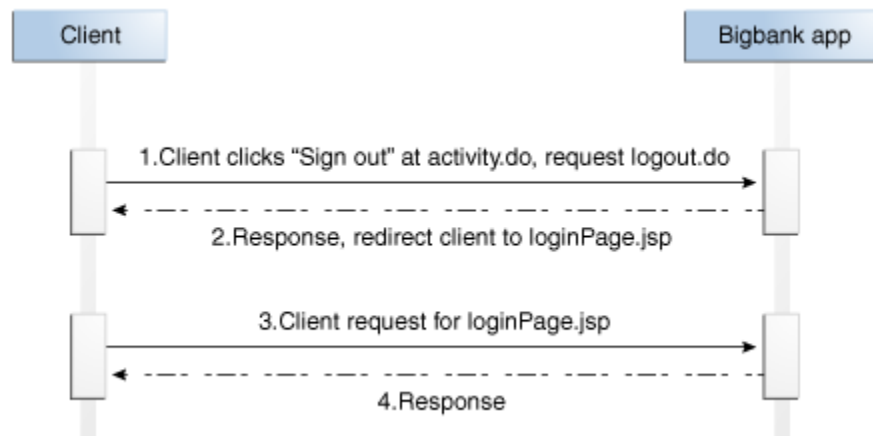 Client
Bigbank app
1.Client clicks “Sign out” at activity.do, request logout.do
2.Response, redirect client to loginPage.jsp
3.Client request for loginPage.jsp
4.Response